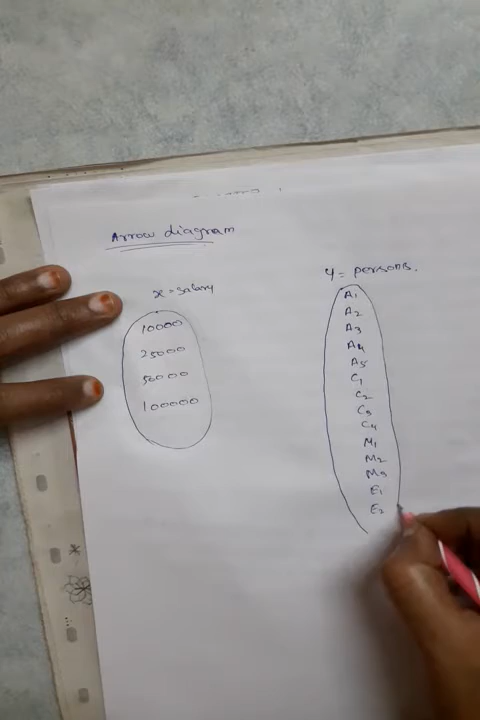 Arrow diagram
x = salary
10000
25000
50000
100000
y = persons.
A1
A2
A3
A4
A5
C1
C2
C3
C4
M1
M2
M3
E1
E2